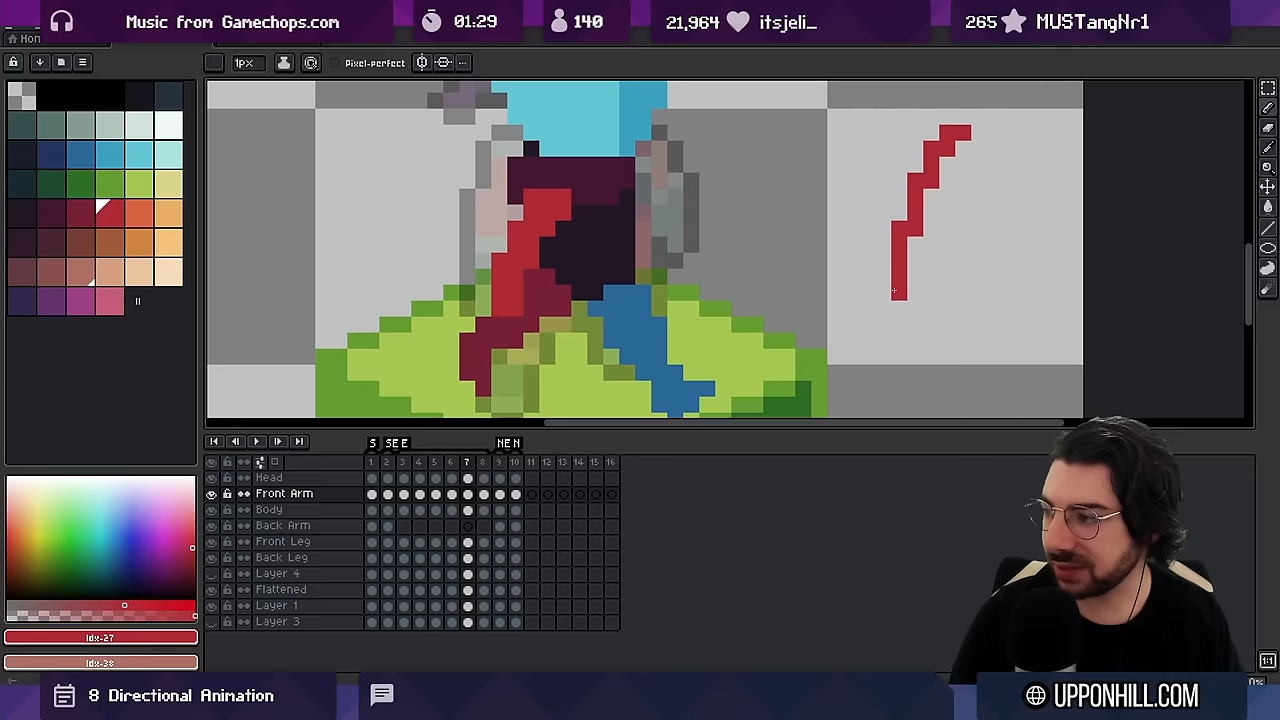 Music from Gamechops.com
01:29
140
21,964 itsjeli_
265 MUSTangNr1
Hom
1px
Pixel-perfect
S SE E NE N
1 2 3 4 5 6 7 8 9 10 11 12 13 14 15 16
Head
Front Arm
Body
Back Arm
Front Leg
Back Leg
Layer 4
Flattened
Layer 1
Layer 3
Idx-27
Idx-38
1:1
8 Directional Animation
UPPONHILL.COM